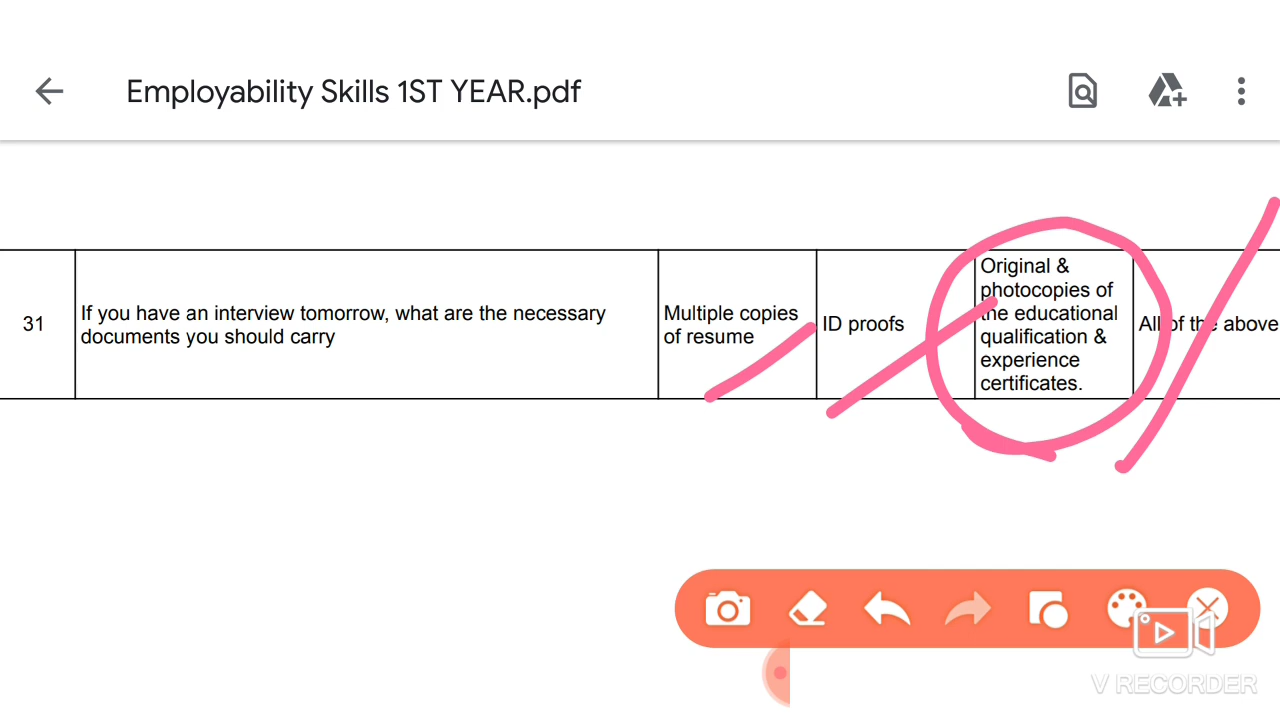 Employability Skills 1ST YEAR.pdf
31
If you have an interview tomorrow, what are the necessary
documents you should carry
Multiple copies
of resume
ID proofs
Original &
photocopies of
the educational
qualification &
experience
certificates.
All of the above
V RECORDER